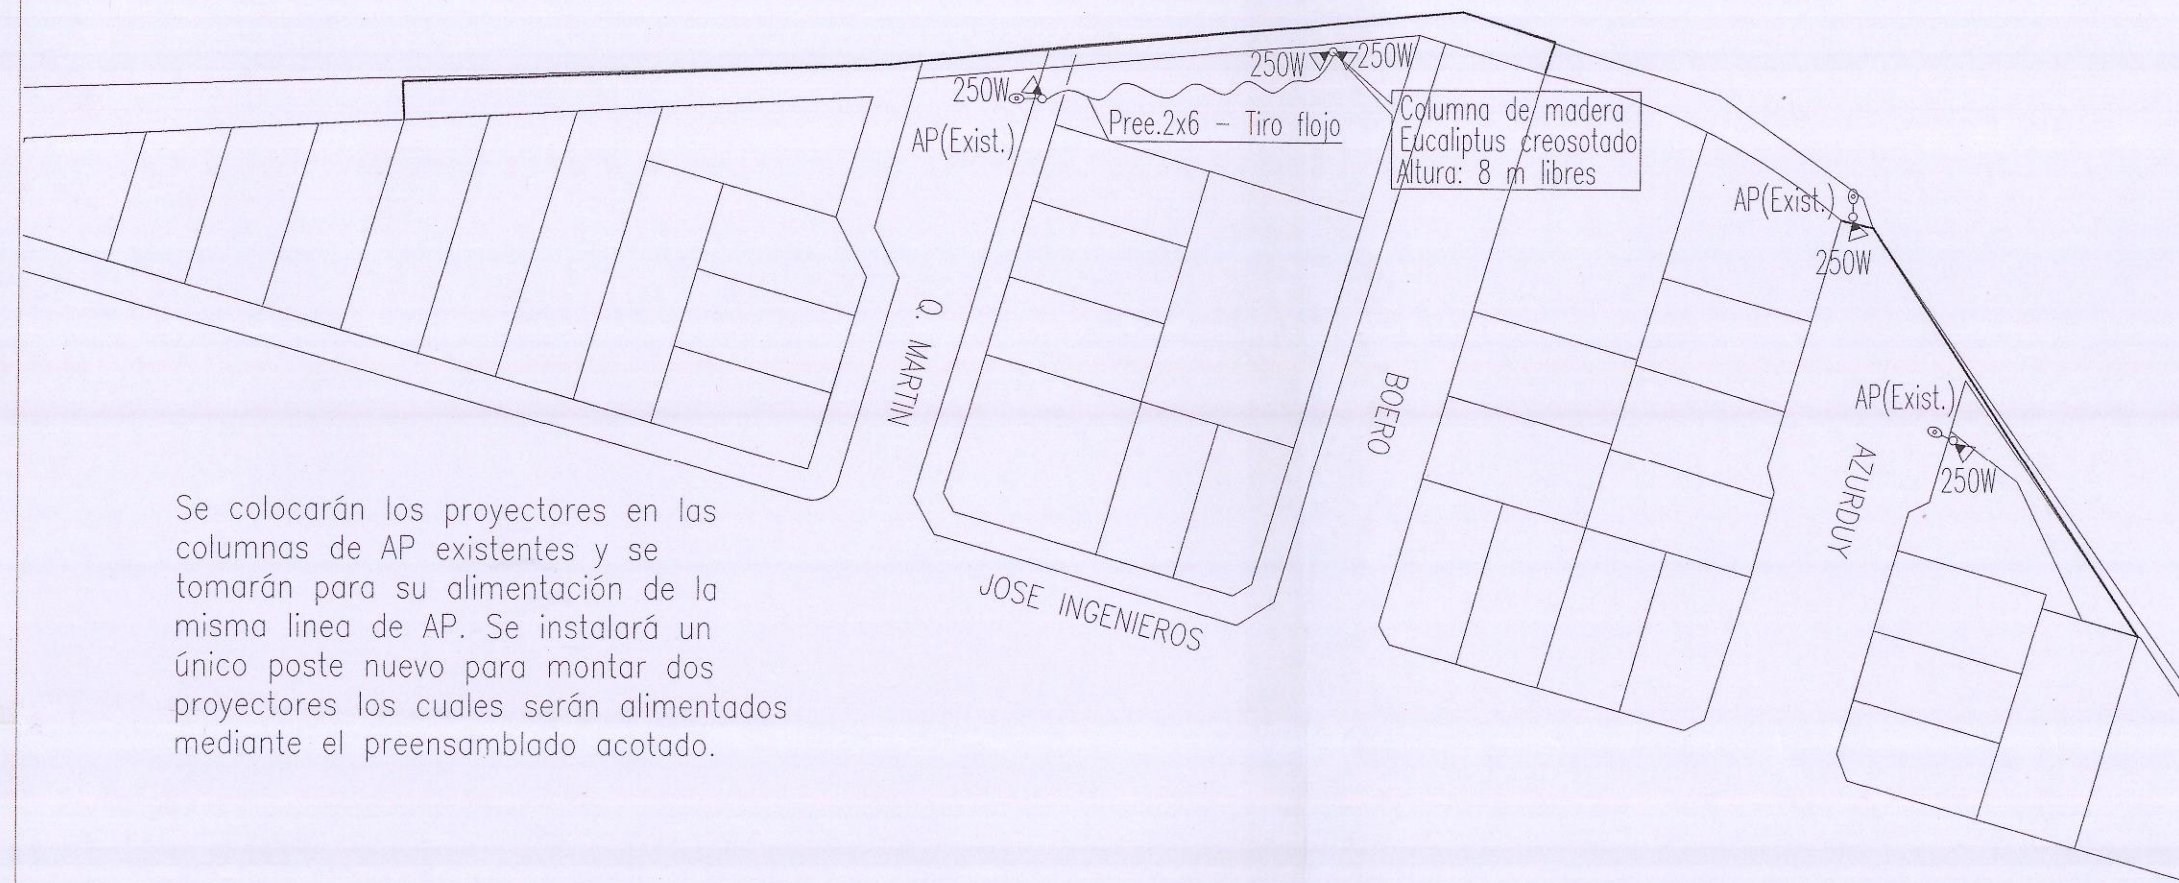 250W
AP(Exist.)
Pree.2x6 - Tiro flojo
250W
250W
Columna de madera
Eucaliptus creosotado
Altura: 8 m libres
AP(Exist.)
250W
AP(Exist.)
250W
Q. MARTIN
BOERO
AZURDUY
JOSE INGENIEROS
Se colocarán los proyectores en las
columnas de AP existentes y se
tomarán para su alimentación de la
misma linea de AP. Se instalará un
único poste nuevo para montar dos
proyectores los cuales serán alimentados
mediante el preensamblado acotado.